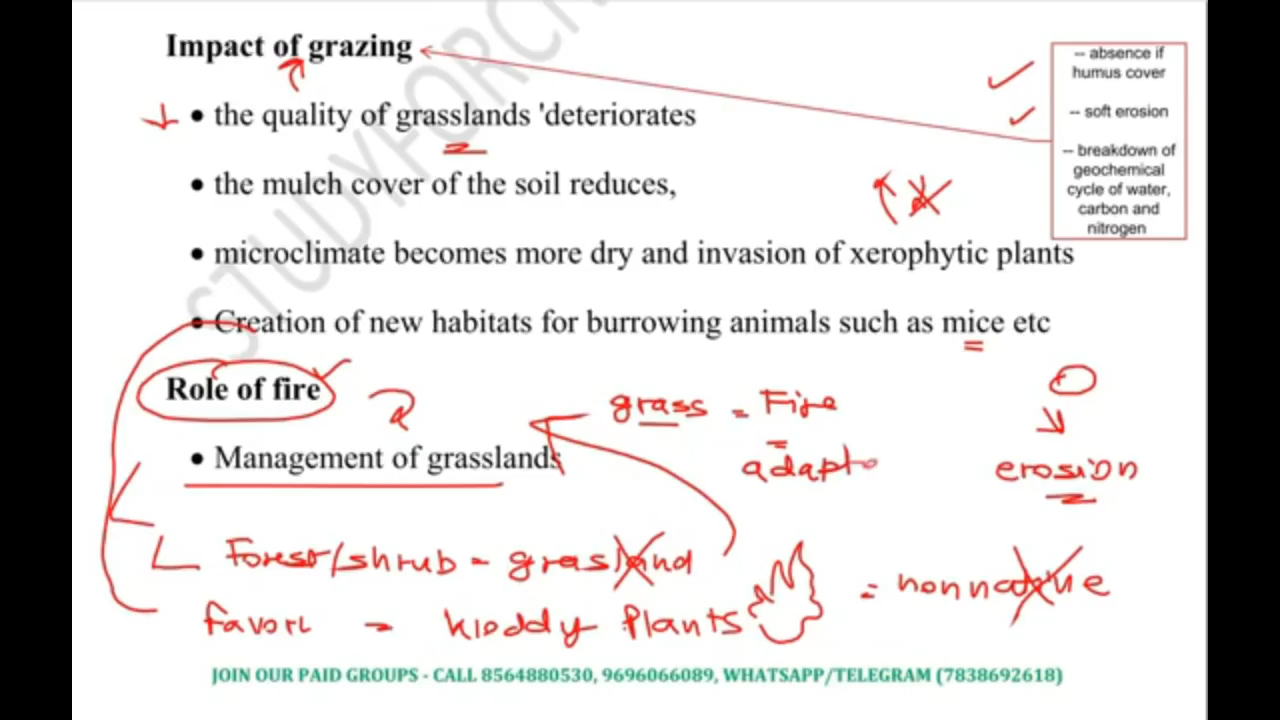 Impact of grazing
-- absence if
humus cover
-- soft erosion
-- breakdown of
geochemical
cycle of water,
carbon and
nitrogen
• the quality of grasslands 'deteriorates
• the mulch cover of the soil reduces,
• microclimate becomes more dry and invasion of xerophytic plants
• Creation of new habitats for burrowing animals such as mice etc
Role of fire
grass = Fire
adapt
erosion
• Management of grasslands
Forest/shrub = grasland
favori = kloddy Plants = nonnative
JOIN OUR PAID GROUPS - CALL 8564880530, 9696066089, WHATSAPP/TELEGRAM (7838692618)